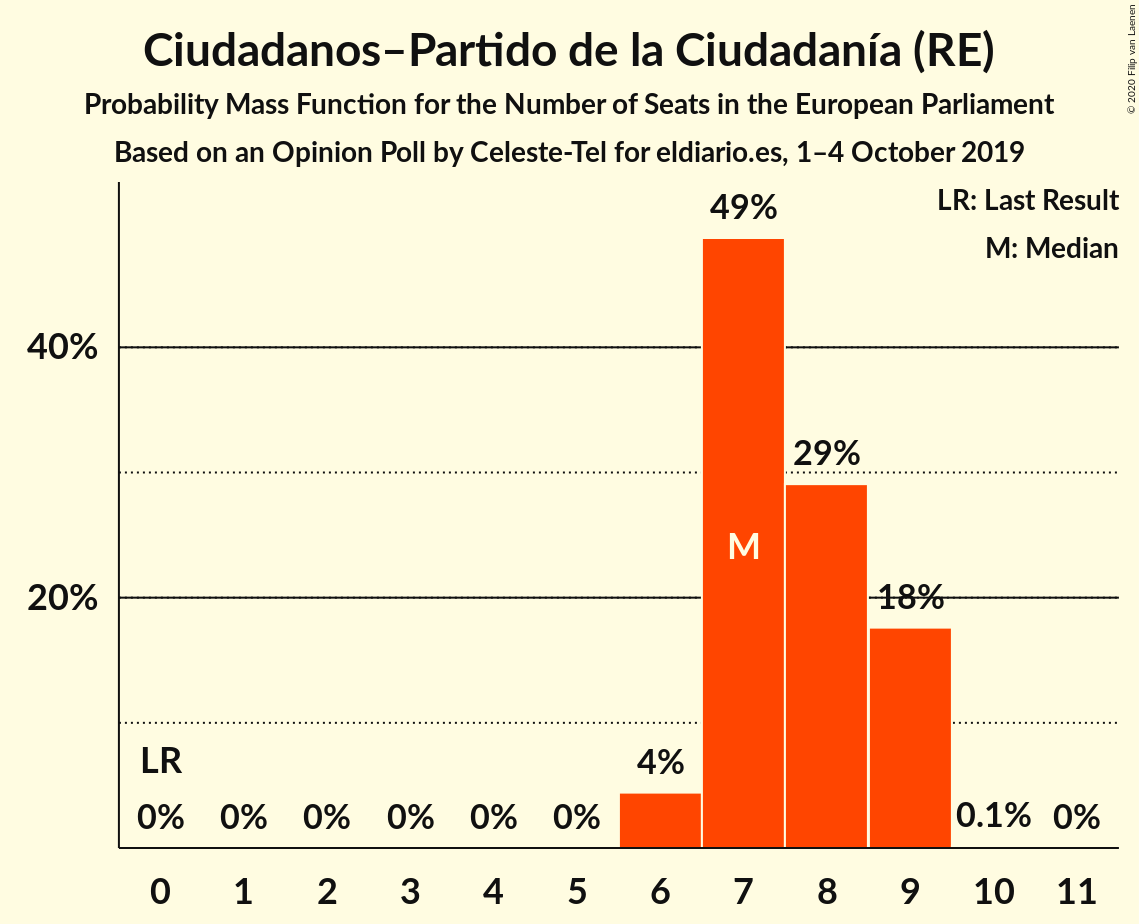 Ciudadanos–Partido de la Ciudadanía (RE)
Probability Mass Function for the Number of Seats in the European Parliament
Based on an Opinion Poll by Celeste-Tel for eldiario.es, 1–4 October 2019
© 2020 Filip van Laenen
LR: Last Result
M: Median
49%
40%
29%
M
20%
18%
LR
4%
0% 0% 0% 0% 0% 0% 0.1% 0%
0 1 2 3 4 5 6 7 8 9 10 11